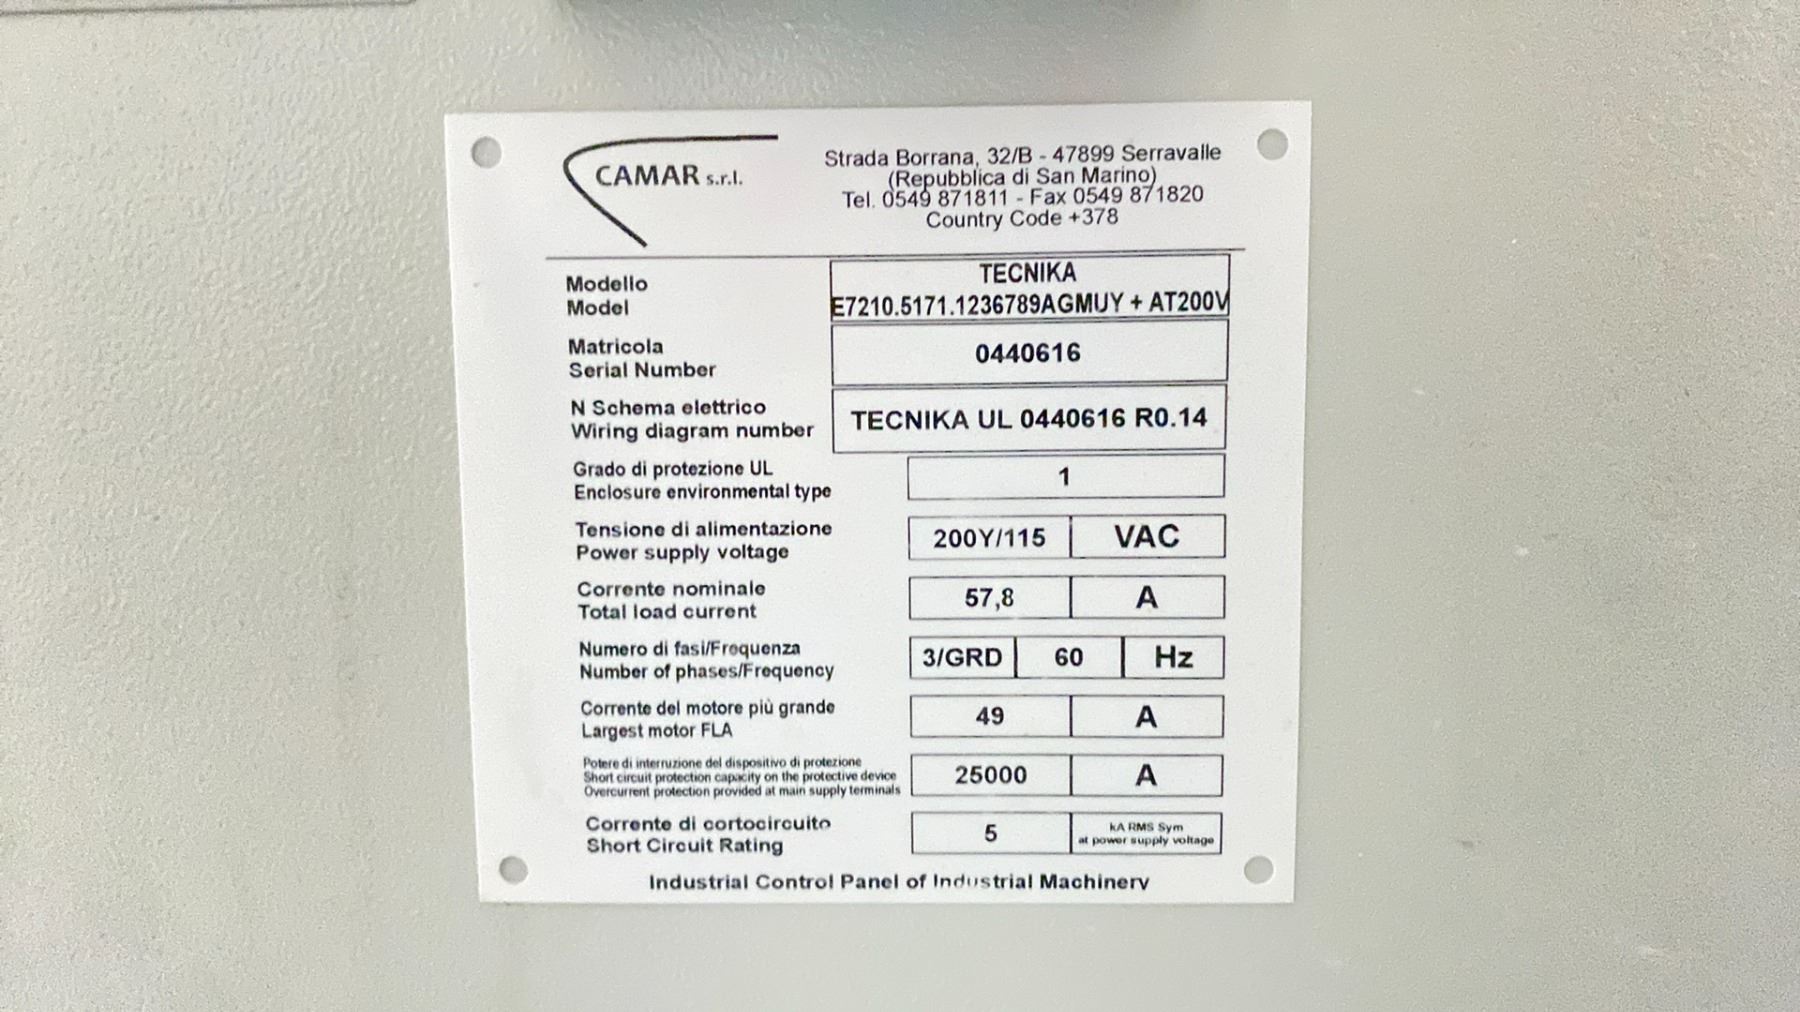 CAMAR s.r.l.
Strada Borrana, 32/B - 47899 Serravalle
(Repubblica di San Marino)
Tel. 0549 871811 - Fax 0549 871820
Country Code +378
Modello
Model
TECNIKA
E7210.5171.1236789AGMUY + AT200V
Matricola
Serial Number
0440616
N Schema elettrico
Wiring diagram number
TECNIKA UL 0440616 R0.14
Grado di protezione UL
Enclosure environmental type
1
Tensione di alimentazione
Power supply voltage
200Y/115 VAC
Corrente nominale
Total load current
57,8 A
Numero di fasi/Frequenza
Number of phases/Frequency
3/GRD 60 Hz
Corrente del motore più grande
Largest motor FLA
49 A
Potere di interruzione del dispositivo di protezione
Short circuit protection capacity on the protective device
Overcurrent protection provided at main supply terminals
25000 A
Corrente di cortocircuito
Short Circuit Rating
5
kA RMS Sym
at power supply voltage
Industrial Control Panel of Industrial Machinery